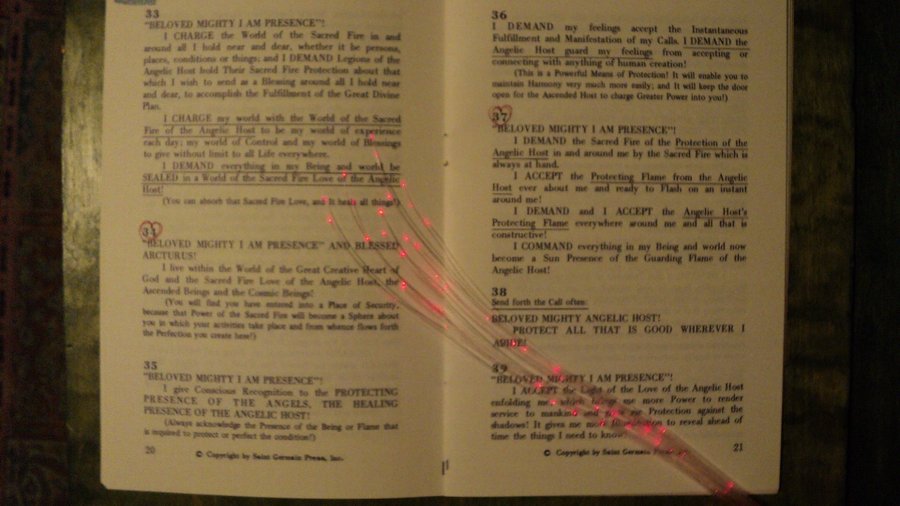 33
"BELOVED MIGHTY I AM PRESENCE"!
I CHARGE the World of the Sacred Fire in and
around all I hold near and dear, whether it be persons,
places, conditions or things; and I DEMAND Legions of the
Angelic Host hold Their Sacred Fire Protection about that
which I wish to send as a Blessing around all I hold near
and dear, to accomplish the Fulfillment of the Great Divine
Plan.
I CHARGE my world with the World of the Sacred
Fire of the Angelic Host to be my world of experience
each day; my world of Control and my world of Blessings
to give without limit to all Life everywhere.
I DEMAND everything in my Being and world be
SEALED in a World of the Sacred Fire Love of the Angelic
Host!
(You can absorb that Sacred Fire Love, and It heals all things!)
34
"BELOVED MIGHTY I AM PRESENCE" AND BLESSED
ARCTURUS!
I live within the World of the Great Creative Heart of
God and the Sacred Fire Love of the Angelic Host, the
Ascended Beings and the Cosmic Beings!
(You will find you have entered into a Place of Security,
because that Power of the Sacred Fire will become a Sphere about
you in which your activities take place and from whence flows forth
the Perfection you create here!)
35
"BELOVED MIGHTY I AM PRESENCE"!
I give Conscious Recognition to the PROTECTING
PRESENCE OF THE ANGELS, THE HEALING
PRESENCE OF THE ANGELIC HOST!
(Always acknowledge the Presence of the Being or Flame that
is required to protect or perfect the condition!)
20
© Copyright by Saint Germain Press, Inc.
36
I DEMAND my feelings accept the Instantaneous
Fulfillment and Manifestation of my Calls. I DEMAND the
Angelic Host guard my feelings from accepting or
connecting with anything of human creation!
(This is a Powerful Means of Protection! It will enable you to
maintain Harmony very much more easily; and it will keep the door
open for the Ascended Host to charge Greater Power into you!)
37
"BELOVED MIGHTY I AM PRESENCE"!
I DEMAND the Sacred Fire of the Protection of the
Angelic Host in and around me by the Sacred Fire which is
always at hand.
I ACCEPT the Protecting Flame from the Angelic
Host ever about me and ready to Flash on an instant
around me!
I DEMAND and I ACCEPT the Angelic Host's
Protecting Flame everywhere around me and all that is
constructive!
I COMMAND everything in my Being and world now
become a Sun Presence of the Guarding Flame of the
Angelic Host!
38
Send forth the Call often:
BELOVED MIGHTY ANGELIC HOST!
PROTECT ALL THAT IS GOOD WHEREVER I
ABIDE!
39
"BELOVED MIGHTY I AM PRESENCE"!
I ACCEPT the Light of the Love of the Angelic Host
enfolding me, which brings me more Power to render
service to mankind and me Protection against the
shadows! It gives me more to reveal ahead of
time the things I need to know.
© Copyright by Saint Germain Press, Inc.
21